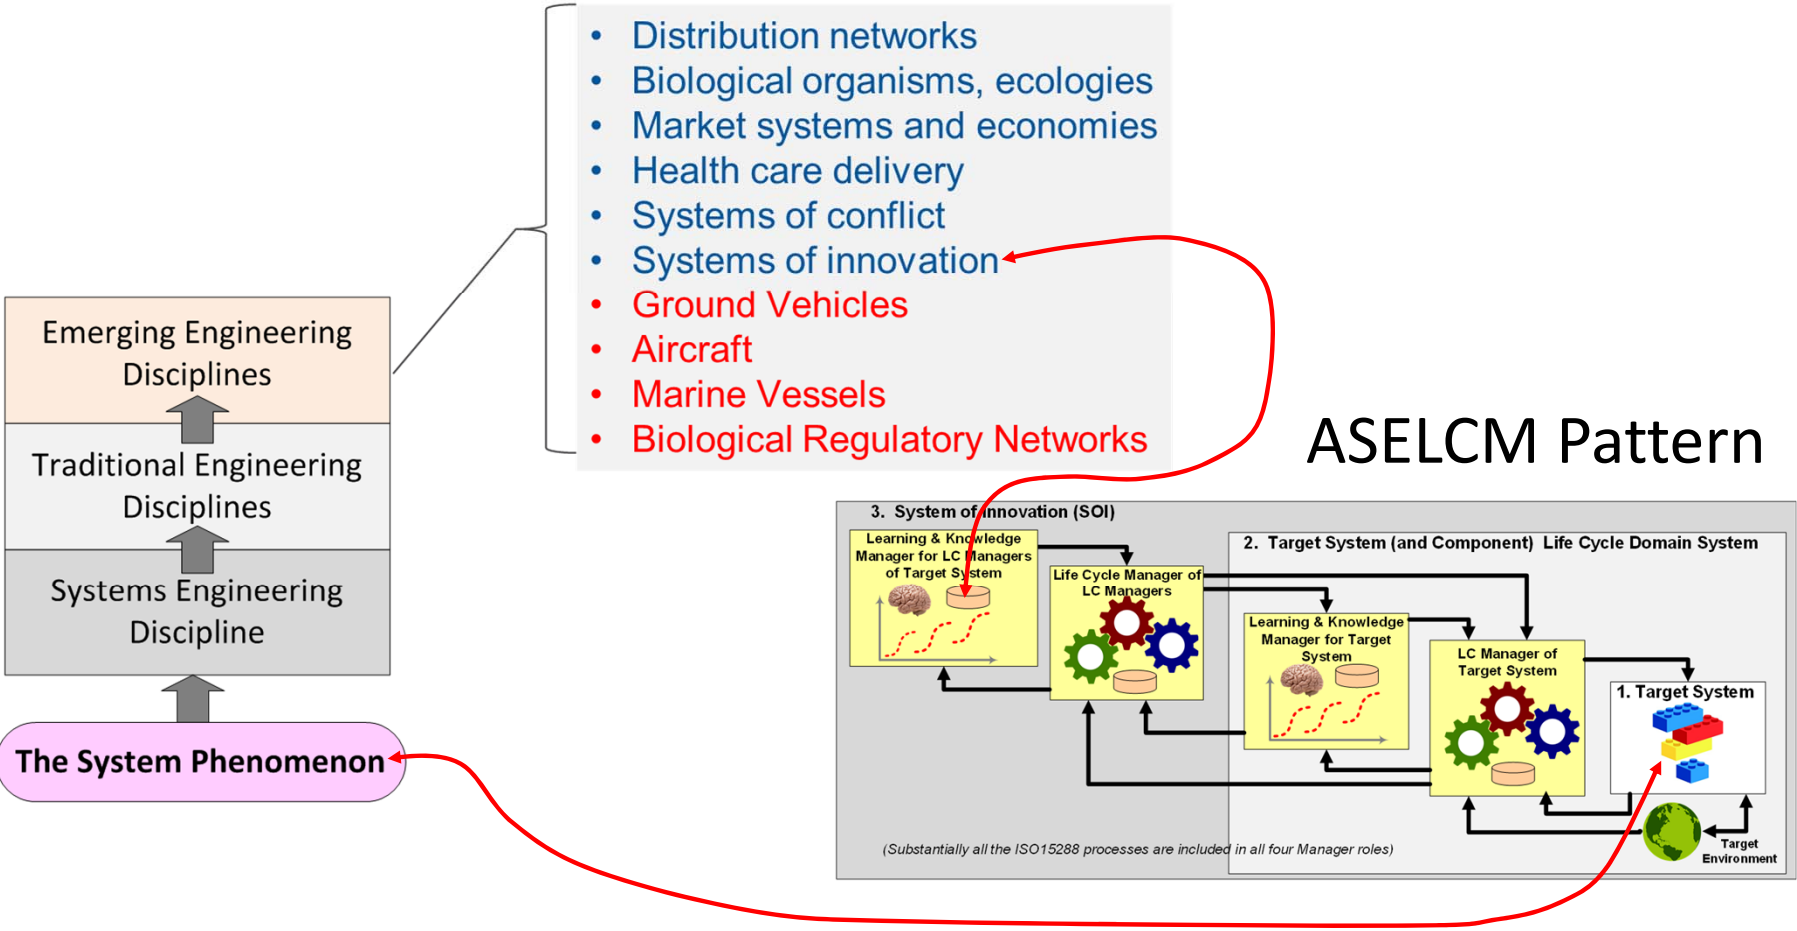 • Distribution networks
• Biological organisms, ecologies
• Market systems and economies
• Health care delivery
• Systems of conflict
• Systems of innovation
• Ground Vehicles
• Aircraft
• Marine Vessels
• Biological Regulatory Networks
Emerging Engineering
Disciplines
Traditional Engineering
Disciplines
Systems Engineering
Discipline
The System Phenomenon
ASELCM Pattern
3. System of Innovation (SOI)
Learning & Knowledge
Manager for LC Managers
of Target System
Life Cycle Manager of
LC Managers
2. Target System (and Component) Life Cycle Domain System
Learning & Knowledge
Manager for Target
System
LC Manager of
Target System
1. Target System
Target
Environment
(Substantially all the ISO15288 processes are included in all four Manager roles)